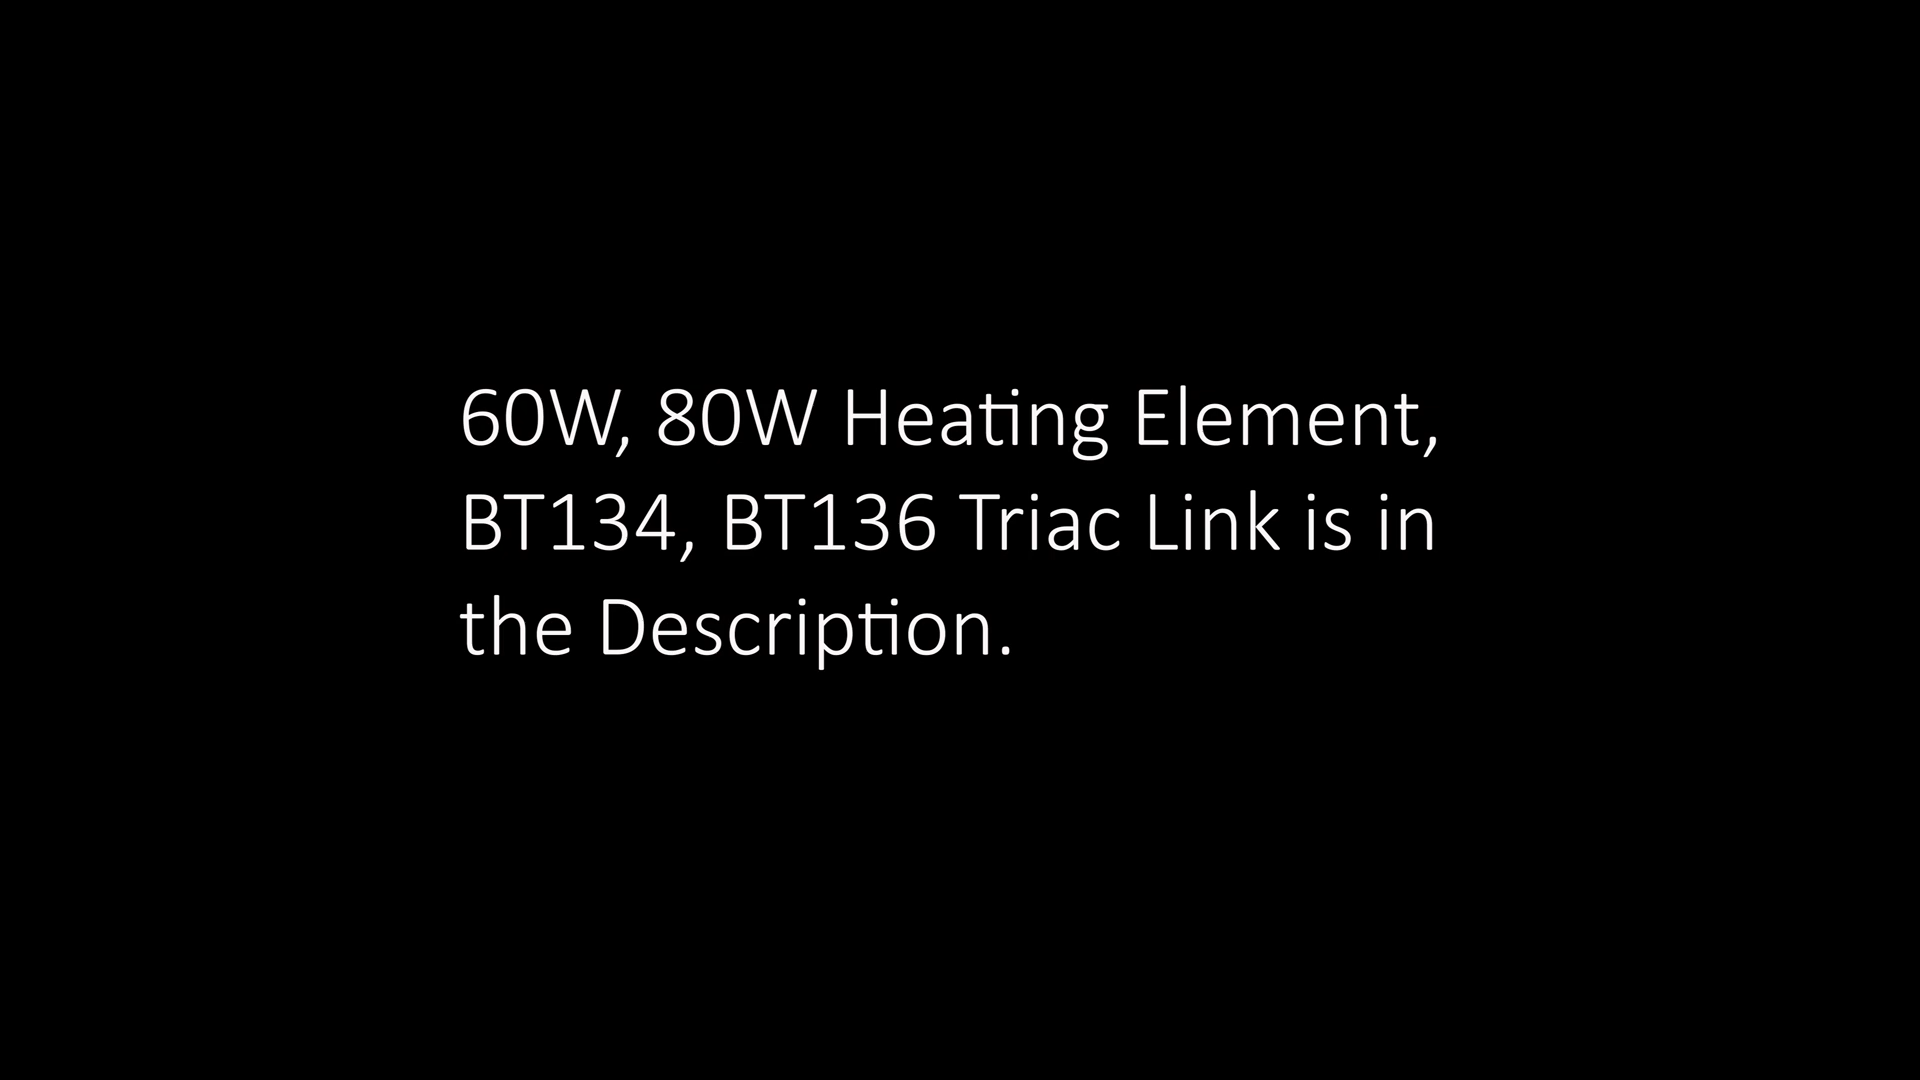 60W, 80W Heating Element,
BT134, BT136 Triac Link is in
the Description.